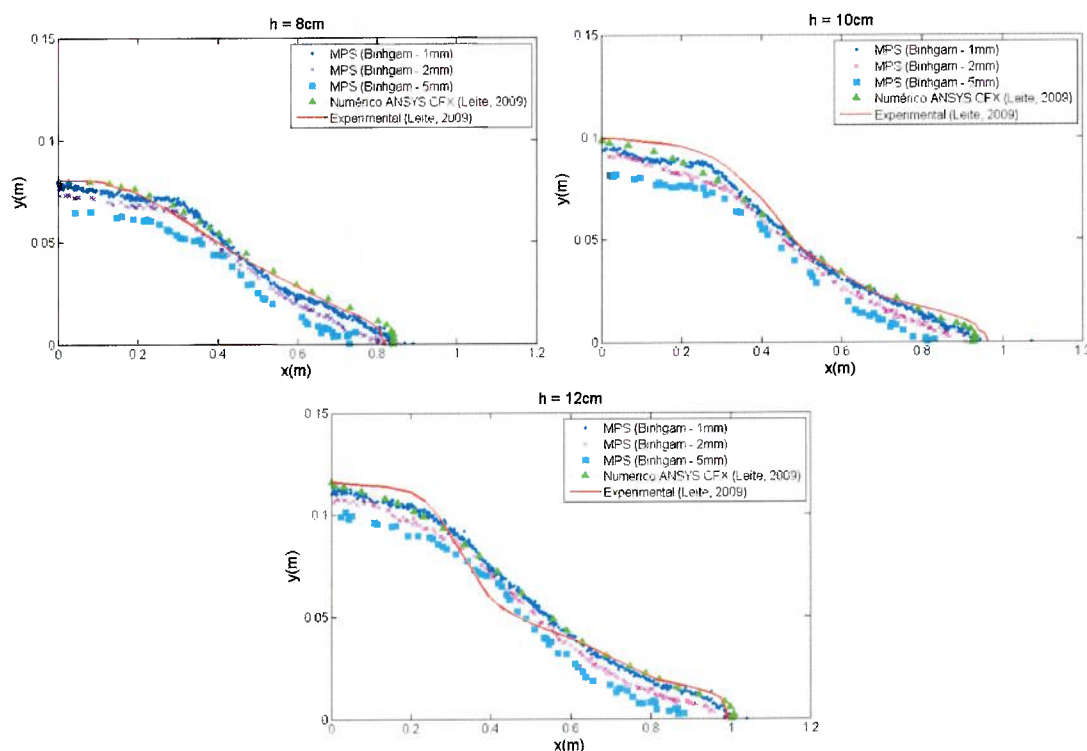 h = 8cm
0.15
MPS (Binhgam - 1mm)
MPS (Binhgam - 2mm)
MPS (Binhgam - 5mm)
Numérico ANSYS CFX (Leite, 2009)
Experimental (Leite, 2009)
0.1
y(m)
0.05
0
0 0.2 0.4 0.6 0.8 1 1.2
x(m)
h = 10cm
0.15
MPS (Binhgam - 1mm)
MPS (Binhgam - 2mm)
MPS (Binhgam - 5mm)
Numérico ANSYS CFX (Leite, 2009)
Experimental (Leite, 2009)
0.1
y(m)
0.05
0
0 0.2 0.4 0.6 0.8 1 1.2
x(m)
h = 12cm
0.15
MPS (Binhgam - 1mm)
MPS (Binhgam - 2mm)
MPS (Binhgam - 5mm)
Numerico ANSYS CFX (Leite, 2009)
Experimental (Leite, 2009)
0.1
y(m)
0.05
0
0 0.2 0.4 0.6 0.8 1 1.2
x(m)